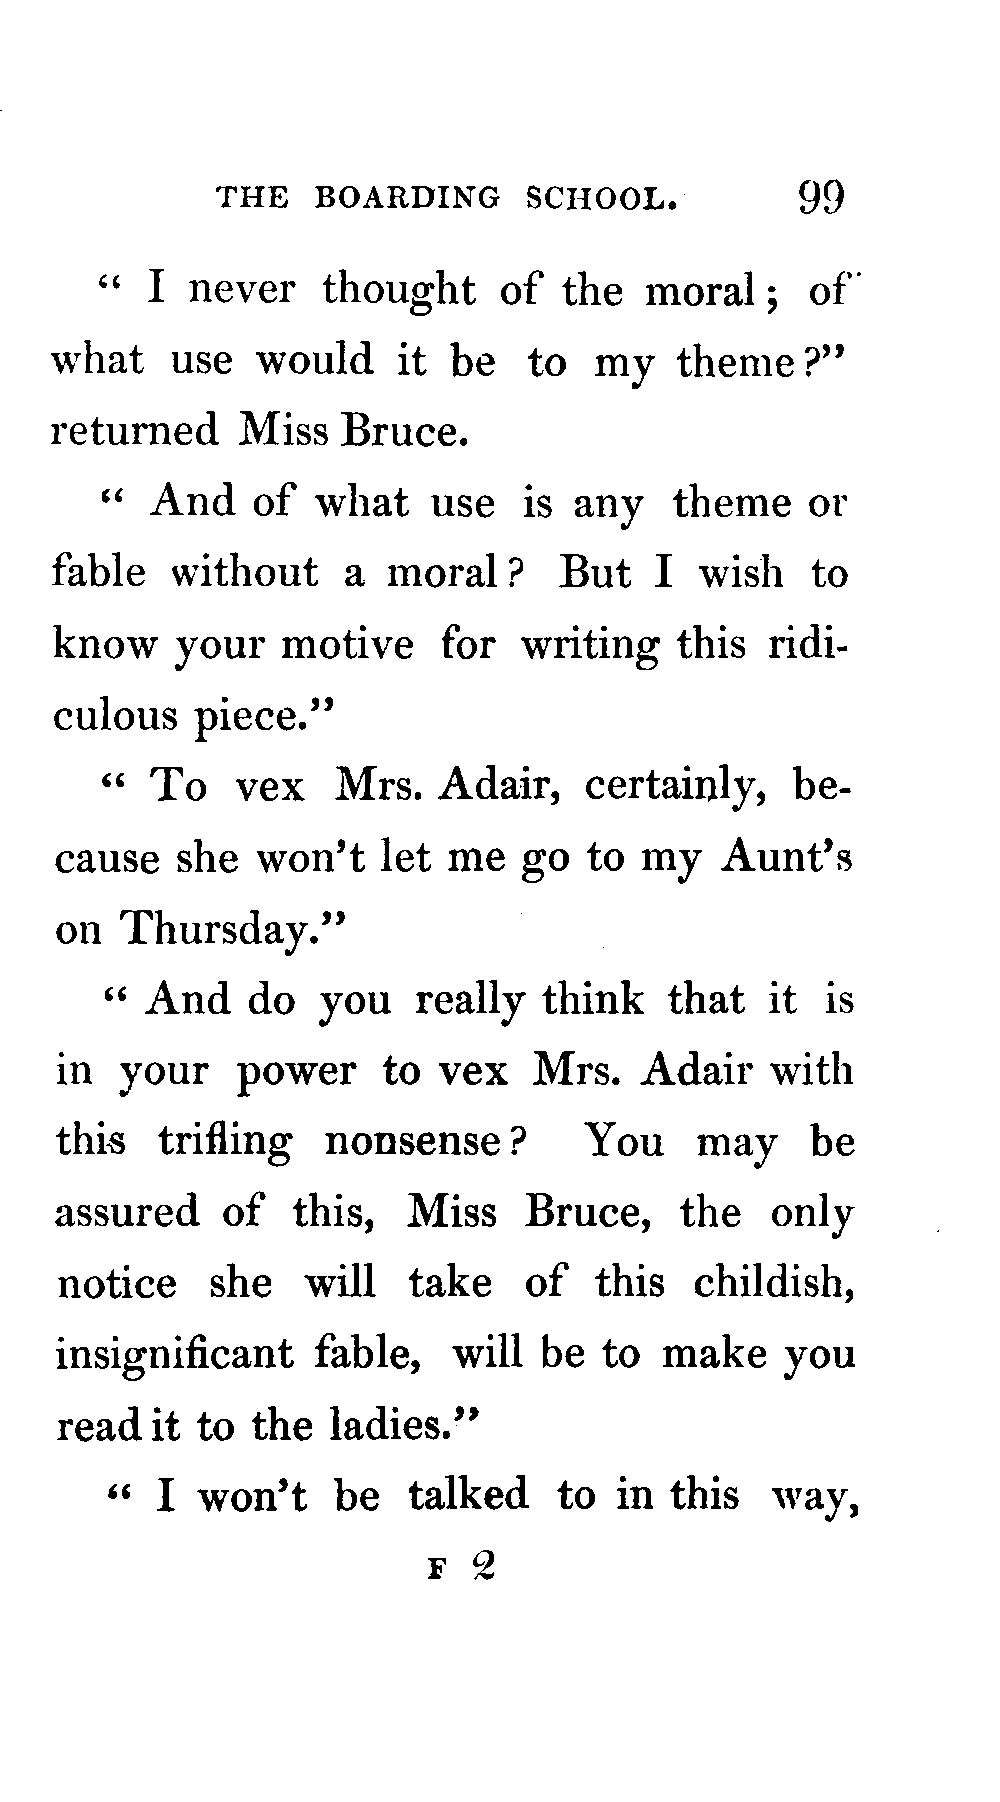 THE BOARDING SCHOOL. 99
" I never thought of the moral ; of
what use would it be to my theme ?"
returned Miss Bruce.
" And of what use is any theme or
fable without a moral ? But I wish to
know your motive for writing this ridi-
culous piece."
" To vex Mrs. Adair, certainly, be-
cause she won't let me go to my Aunt's
on Thursday."
" And do you really think that it is
in your power to vex Mrs. Adair with
this trifling nonsense ? You may be
assured of this, Miss Bruce, the only
notice she will take of this childish,
insignificant fable, will be to make you
read it to the ladies."
" I won't be talked to in this way,
F 2